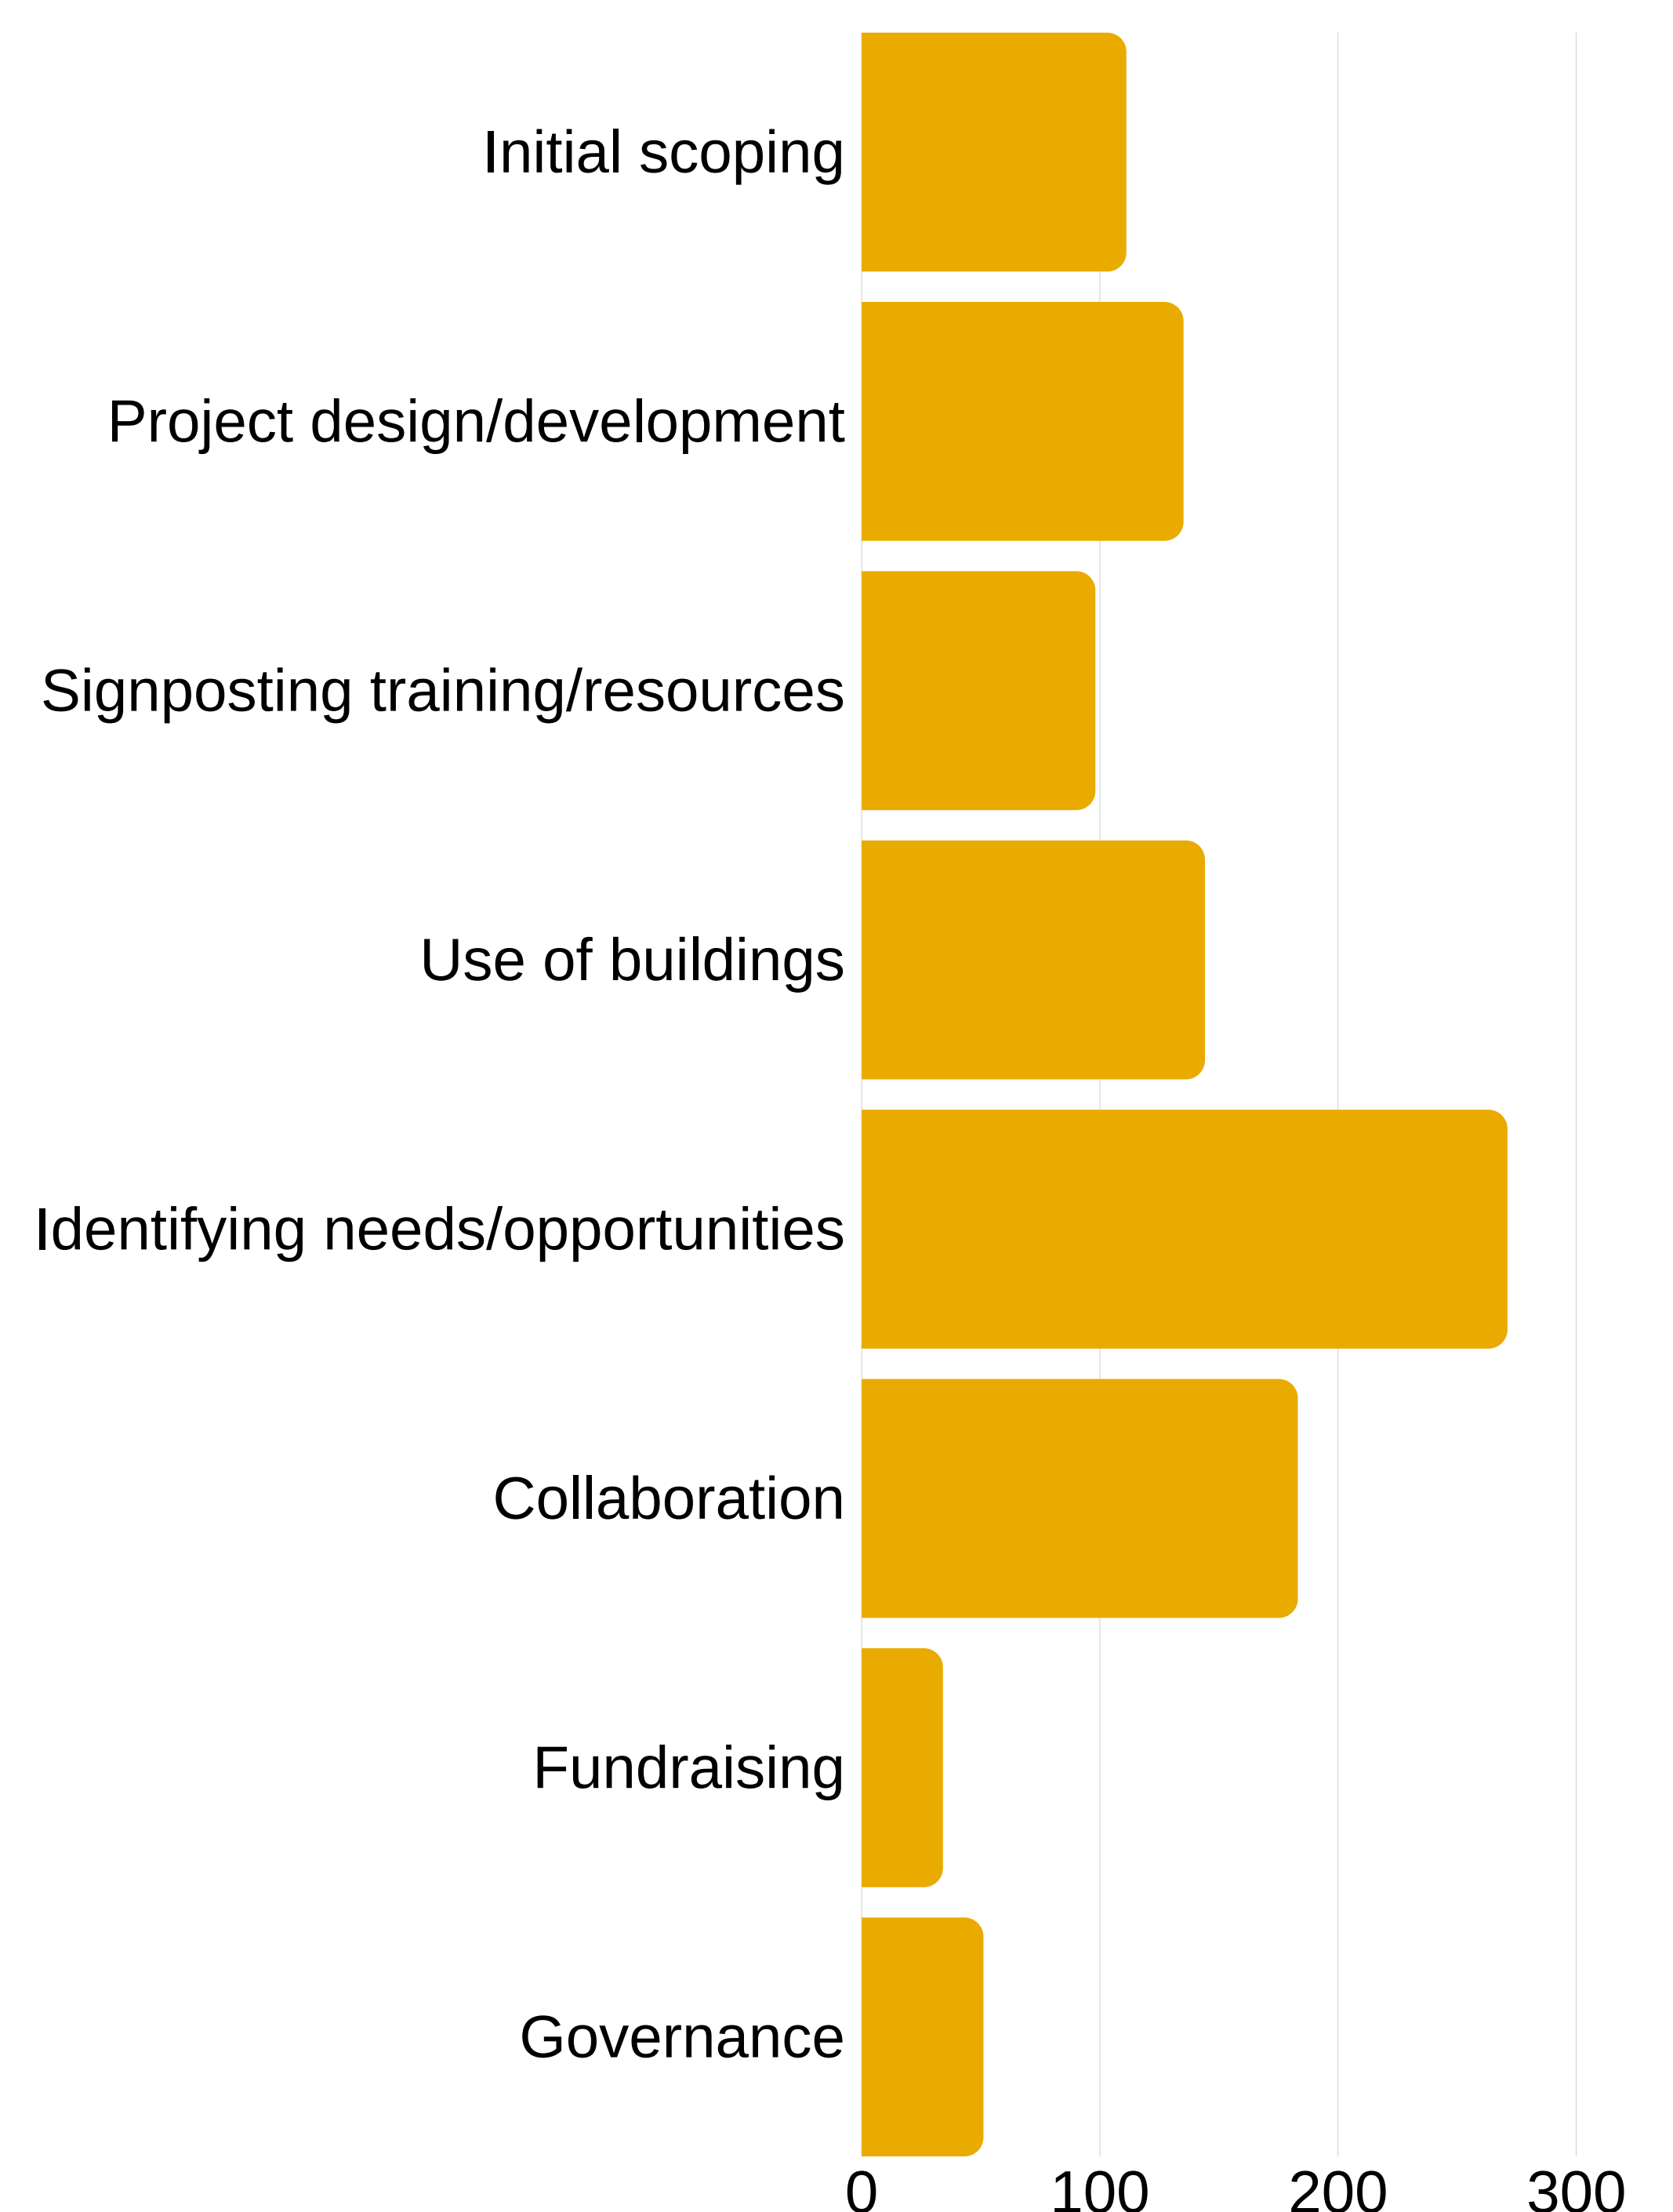 Initial scoping
Project design/development
Signposting training/resources
Use of buildings
Identifying needs/opportunities
Collaboration
Fundraising
Governance
0 100 200 300